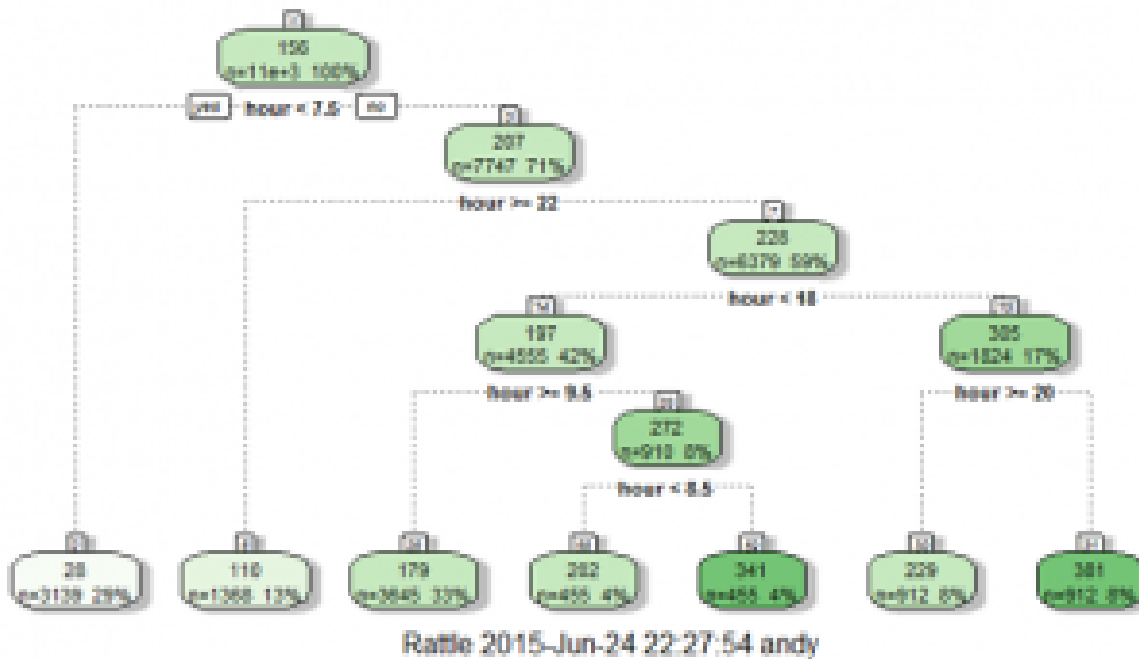 156
n=11e+3 100%
yes hour < 7.5 no
207
n=7747 71%
hour >= 22
228
n=6379 59%
hour < 18
197
n=4555 42%
305
n=1824 17%
hour >= 9.5
hour >= 20
272
n=910 8%
hour < 8.5
28
n=3139 29%
110
n=1368 13%
179
n=3645 33%
202
n=455 4%
341
n=455 4%
229
n=912 8%
381
n=912 8%
Rattle 2015-Jun-24 22:27:54 andy